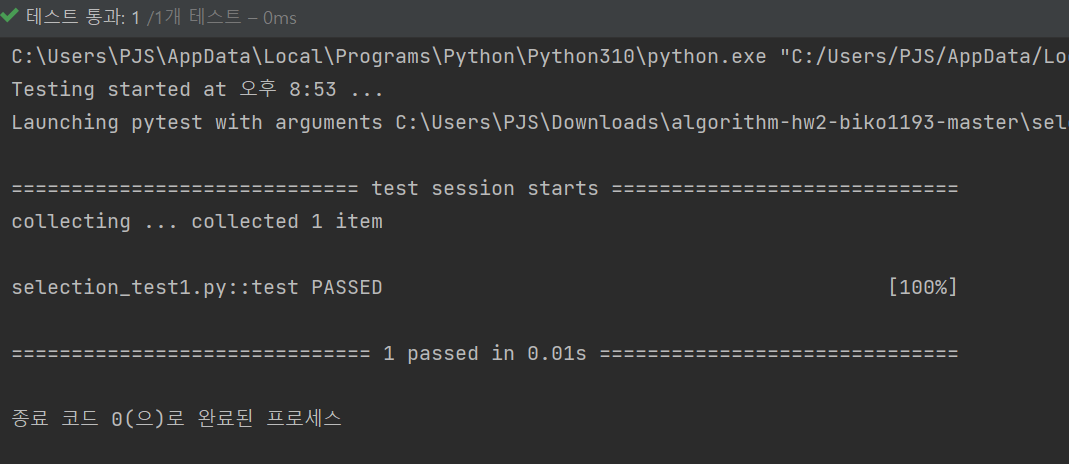 테스트 통과: 1 /1개 테스트 – 0ms
C:\Users\PJS\AppData\Local\Programs\Python\Python310\python.exe "C:/Users/PJS/AppData/Lo
Testing started at 오후 8:53 ...
Launching pytest with arguments C:\Users\PJS\Downloads\algorithm-hw2-biko1193-master\sel
============================= test session starts =============================
collecting ... collected 1 item
selection_test1.py::test PASSED [100%]
============================== 1 passed in 0.01s ==============================
종료 코드 0(으)로 완료된 프로세스